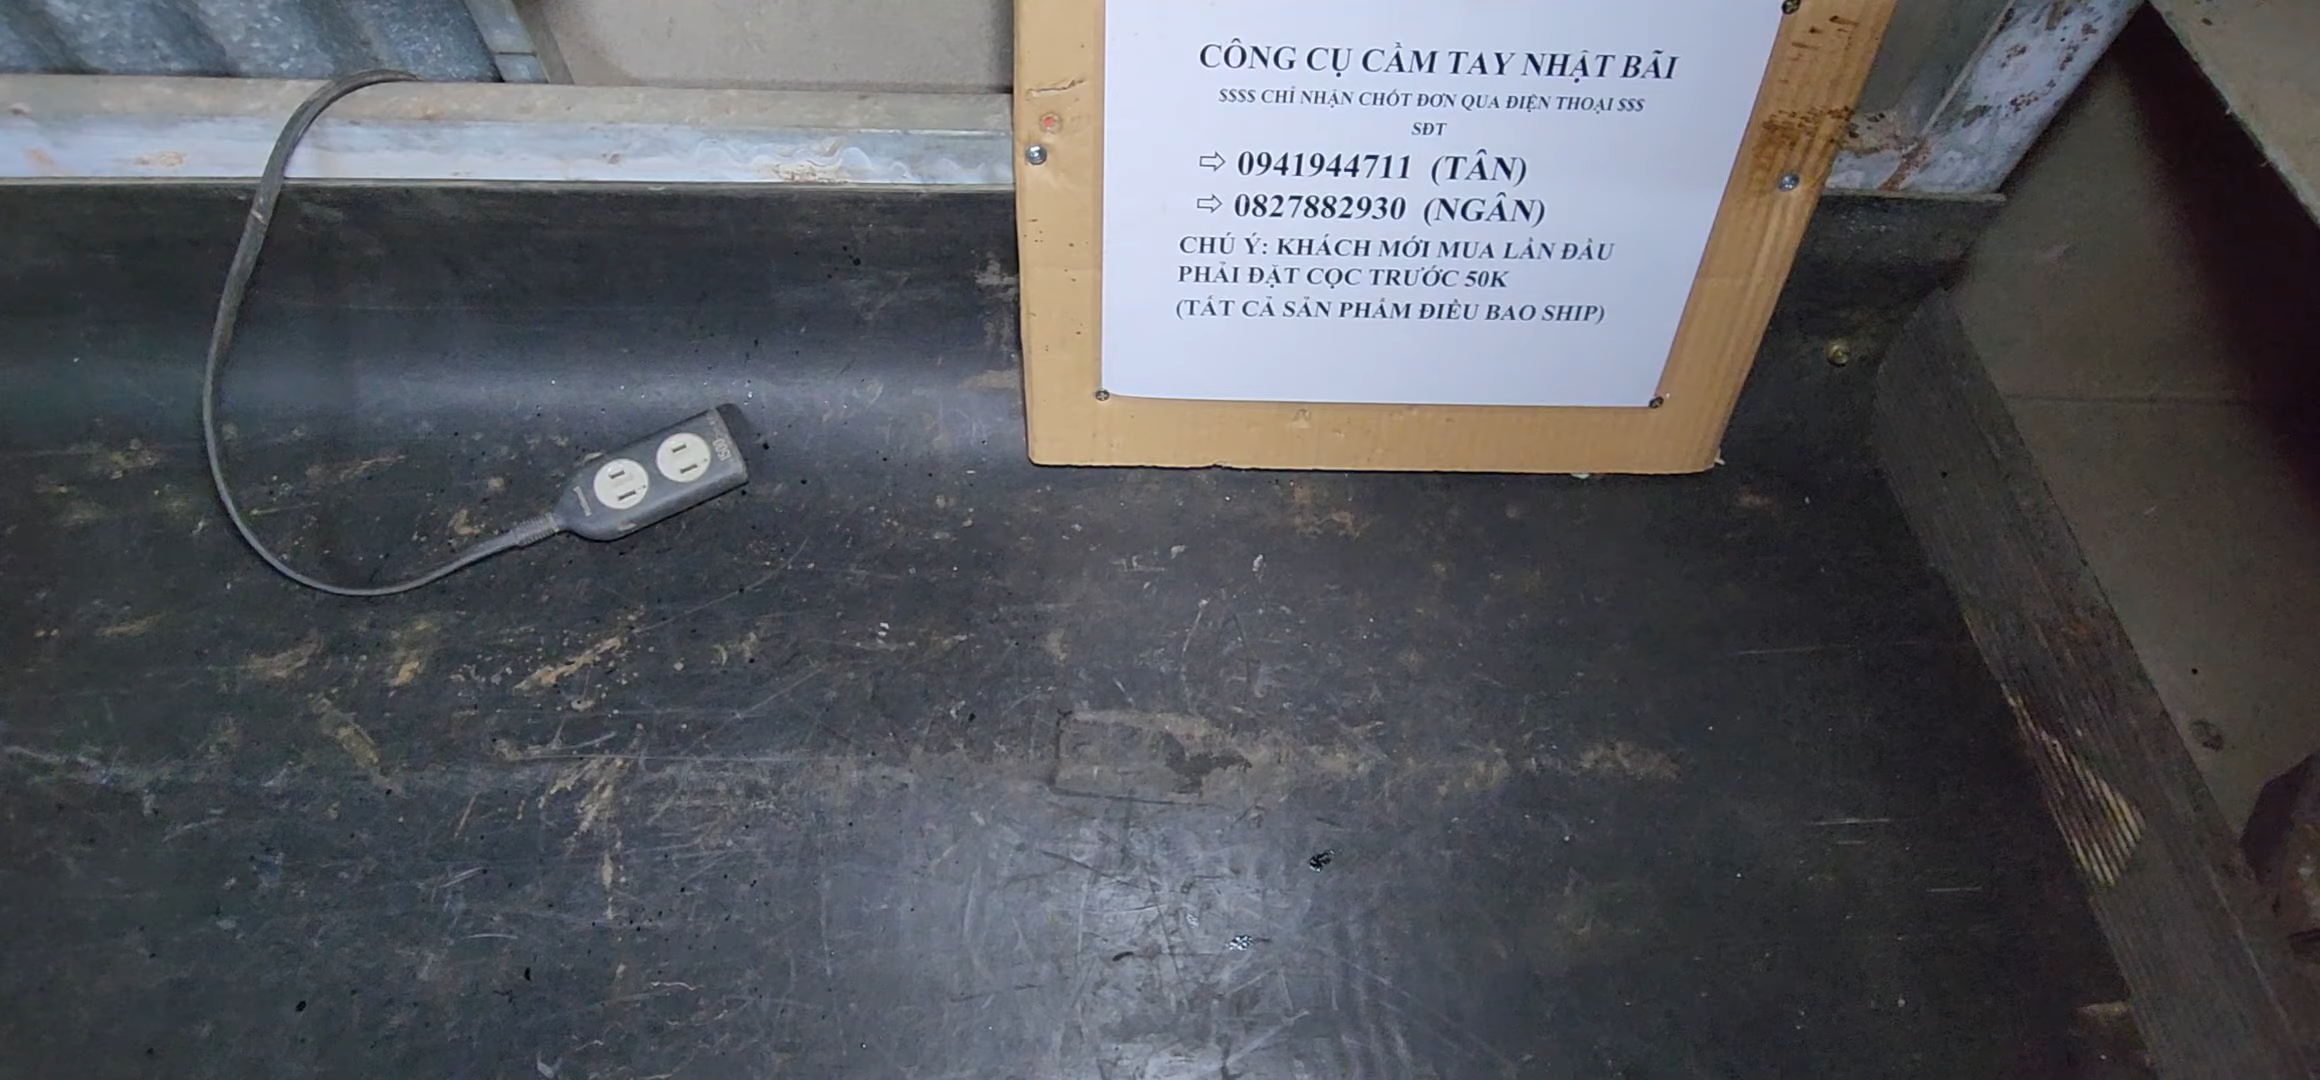 CÔNG CỤ CẦM TAY NHẬT BÃI
$$$$ CHỈ NHẬN CHỐT ĐƠN QUA ĐIỆN THOẠI $$$
SĐT
⇨ 0941944711 (TÂN)
⇨ 0827882930 (NGÂN)
CHÚ Ý: KHÁCH MỚI MUA LẦN ĐẦU
PHẢI ĐẶT CỌC TRƯỚC 50K
(TẤT CẢ SẢN PHẨM ĐIỀU BAO SHIP)
1500